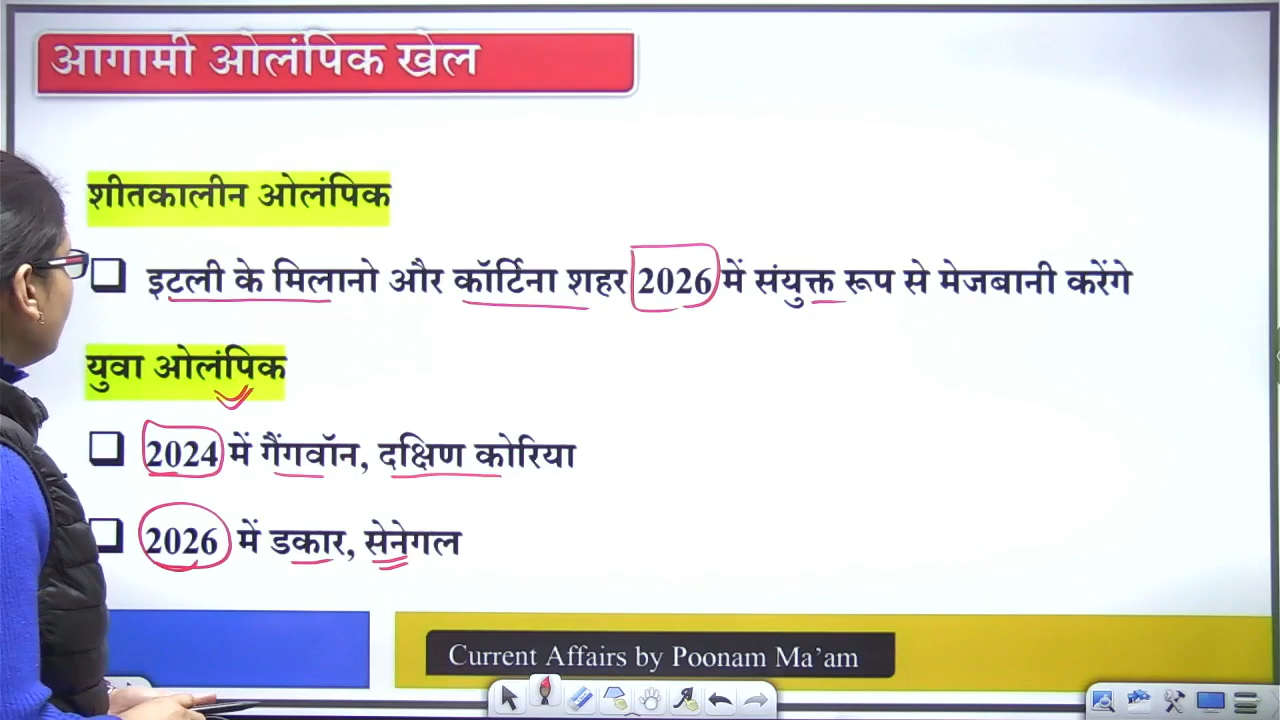 आगामी ओलंपिक खेल
शीतकालीन ओलंपिक
इटली के मिलानो और कॉर्टिना शहर 2026 में संयुक्त रूप से मेजबानी करेंगे
युवा ओलंपिक
2024 में गैंगवॉन, दक्षिण कोरिया
2026 में डकार, सेनेगल
Current Affairs by Poonam Ma’am